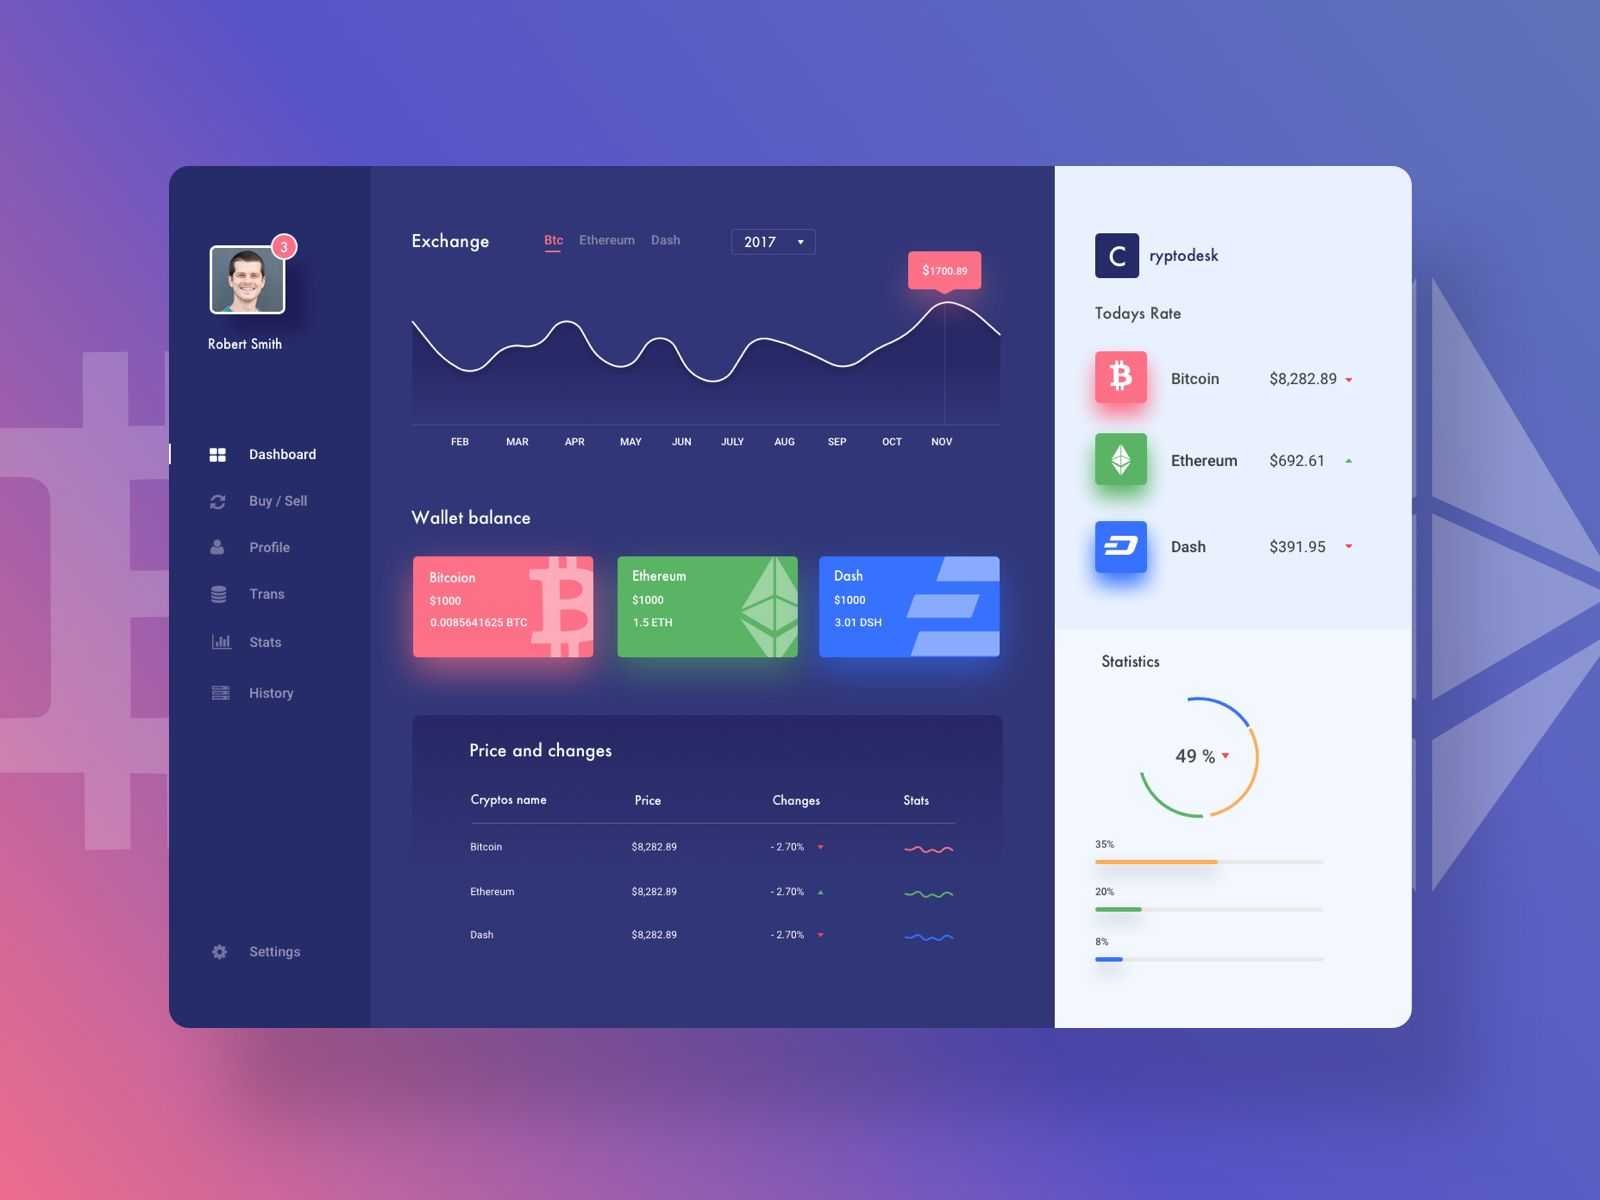 3
Robert Smith
Dashboard
Buy / Sell
Profile
Trans
Stats
History
Settings
Exchange
Btc Ethereum Dash
2017
$1700.89
FEB MAR APR MAY JUN JULY AUG SEP OCT NOV
Wallet balance
Bitcoion
$1000
0.0085641625 BTC
Ethereum
$1000
1.5 ETH
Dash
$1000
3.01 DSH
Price and changes
Cryptos name Price Changes Stats
Bitcoin $8,282.89 - 2.70%
Ethereum $8,282.89 - 2.70%
Dash $8,282.89 - 2.70%
C ryptodesk
Todays Rate
Bitcoin $8,282.89
Ethereum $692.61
Dash $391.95
Statistics
49 %
35%
20%
8%